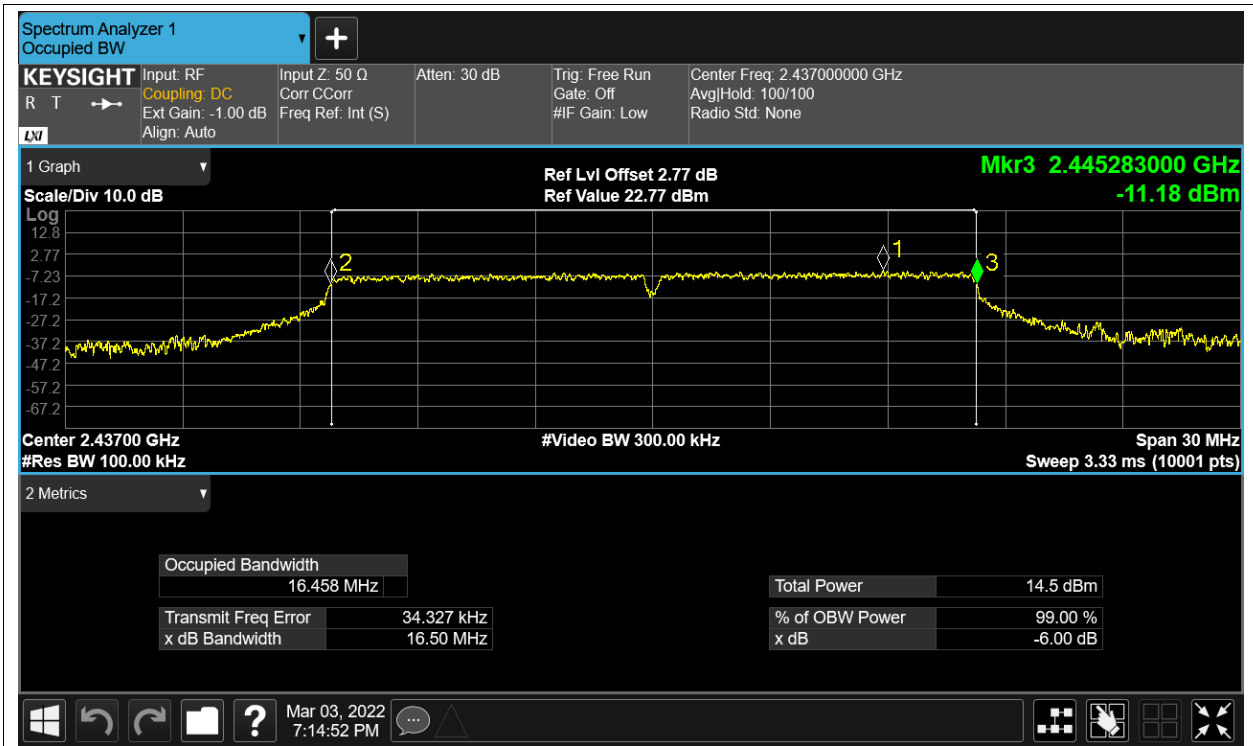 Spectrum Analyzer 1
Occupied BW
KEYSIGHT
R T
LXI
Input: RF
Coupling: DC
Ext Gain: -1.00 dB
Align: Auto
Input Z: 50 Ω
Corr CCorr
Freq Ref: Int (S)
Atten: 30 dB
Trig: Free Run
Gate: Off
#IF Gain: Low
Center Freq: 2.437000000 GHz
Avg|Hold: 100/100
Radio Std: None
1 Graph
Scale/Div 10.0 dB
Ref Lvl Offset 2.77 dB
Ref Value 22.77 dBm
Mkr3 2.445283000 GHz
-11.18 dBm
Log
12.8
2.77
-7.23
-17.2
-27.2
-37.2
-47.2
-57.2
-67.2
2
1
3
Center 2.43700 GHz
#Res BW 100.00 kHz
#Video BW 300.00 kHz
Span 30 MHz
Sweep 3.33 ms (10001 pts)
2 Metrics
Occupied Bandwidth
16.458 MHz
Transmit Freq Error 34.327 kHz
x dB Bandwidth 16.50 MHz
Total Power 14.5 dBm
% of OBW Power 99.00 %
x dB -6.00 dB
?
Mar 03, 2022
7:14:52 PM